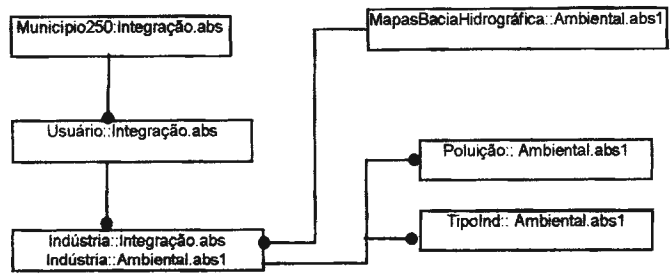 Município250:Integração.abs
MapasBaciaHidrográfica::Ambiental.abs1
Usuário::Integração.abs
Poluição:: Ambiental.abs1
TipoInd:: Ambiental.abs1
Indústria::Integração.abs
Indústria::Ambiental.abs1